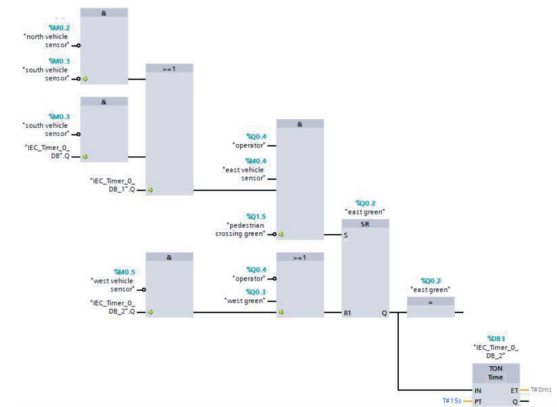 &
%M0.2
"north vehicle
sensor"
%M0.3
"south vehicle
sensor"
>=1
&
%M0.3
"south vehicle
sensor"
"IEC_Timer_0_
DB".Q
"IEC_Timer_0_
DB_1".Q
&
%Q0.4
"operator"
%M0.4
"east vehicle
sensor"
%Q1.5
"pedestrian
crossing green"
%Q0.2
"east green"
SR
S
R1
Q
&
%M0.5
"west vehicle
sensor"
"IEC_Timer_0_
DB_2".Q
>=1
%Q0.4
"operator"
%Q0.3
"west green"
%Q0.2
"east green"
=
%DB3
"IEC_Timer_0_
DB_2"
TON
Time
IN
ET
T#0ms
T#15s
PT
Q